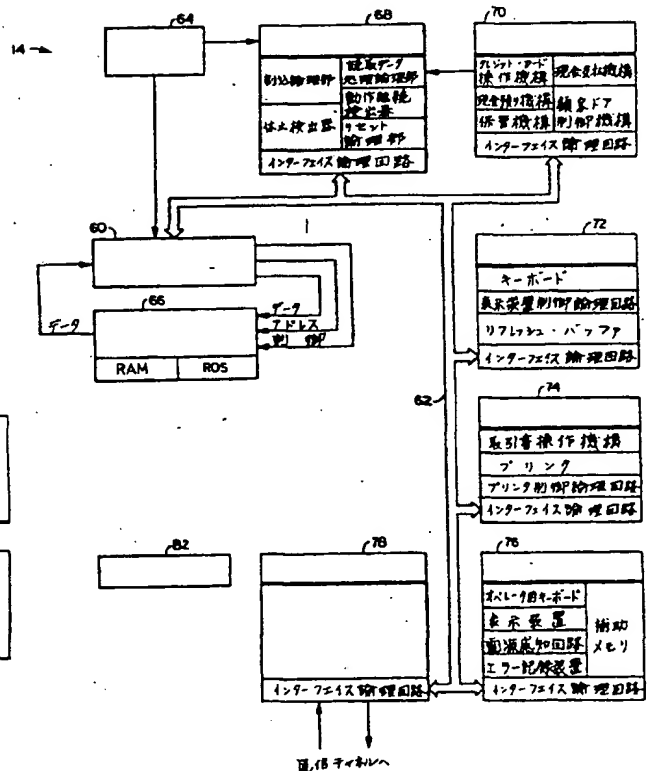 14
64
68
引込論理部
読取データ
処理論理部
動作継続
検出器
休止検出器
リセット
論理部
インターフェイス論理回路
70
クレジット・カード
操作機構
現金支払機構
現金預り機構
保管機構
顧客ドア
制御機構
インターフェイス論理回路
60
66
データ
データ
アドレス
制御
RAM
ROS
62
72
キーボード
表示装置制御論理回路
リフレッシュ・バッファ
インターフェイス論理回路
74
取引書操作機構
プリンタ
プリンタ制御論理回路
インターフェイス論理回路
82
78
インターフェイス論理回路
通信チャネルへ
76
オペレータ用キーボード
表示装置
電源感知回路
エラー記録装置
補助
メモリ
インターフェイス論理回路